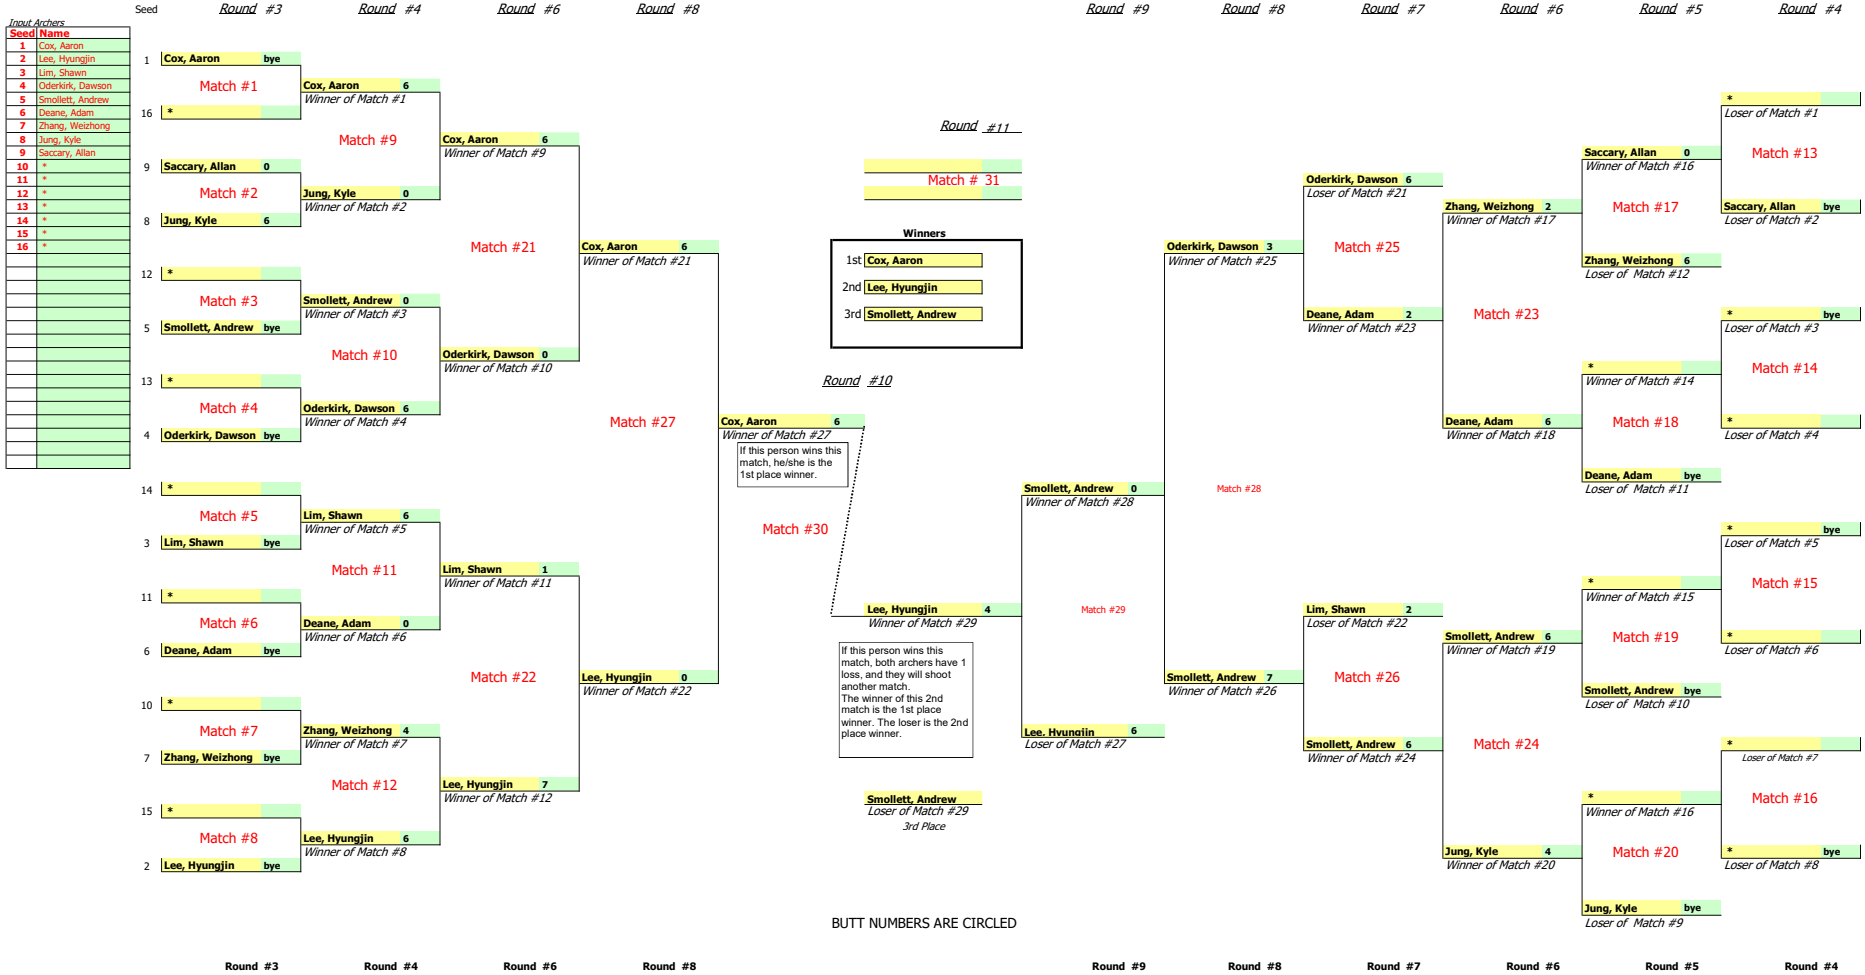 Seed Round #3 Round #4 Round #6 Round #8 Round #9 Round #8 Round #7 Round #6 Round #5 Round #4
Input Archers
Seed Name
1 Cox, Aaron
2 Lee, Hyungjin
3 Lim, Shawn
4 Oderkirk, Dawson
5 Smollett, Andrew
6 Deane, Adam
7 Zhang, Weizhong
8 Jung, Kyle
9 Saccary, Allan
10 *
11 *
12 *
13 *
14 *
15 *
16 *
1 Cox, Aaron bye
Match #1
16 *
9 Saccary, Allan 0
Match #2
8 Jung, Kyle 6
12 *
Match #3
5 Smollett, Andrew bye
13 *
Match #4
4 Oderkirk, Dawson bye
14 *
Match #5
3 Lim, Shawn bye
11 *
Match #6
6 Deane, Adam bye
10 *
Match #7
7 Zhang, Weizhong bye
15 *
Match #8
2 Lee, Hyungjin bye
Cox, Aaron 6
Winner of Match #1
Match #9
Jung, Kyle 0
Winner of Match #2
Smollett, Andrew 0
Winner of Match #3
Match #10
Oderkirk, Dawson 6
Winner of Match #4
Lim, Shawn 6
Winner of Match #5
Match #11
Deane, Adam 0
Winner of Match #6
Zhang, Weizhong 4
Winner of Match #7
Match #12
Lee, Hyungjin 6
Winner of Match #8
Cox, Aaron 6
Winner of Match #9
Match #21
Oderkirk, Dawson 0
Winner of Match #10
Lim, Shawn 1
Winner of Match #11
Match #22
Lee, Hyungjin 7
Winner of Match #12
Cox, Aaron 6
Winner of Match #21
Match #27
Lee, Hyungjin 0
Winner of Match #22
Round #11
Match # 31
Winners
1st Cox, Aaron
2nd Lee, Hyungjin
3rd Smollett, Andrew
Round #10
Cox, Aaron 6
Winner of Match #27
If this person wins this
match, he/she is the
1st place winner.
Match #30
Lee, Hyungjin 4
Winner of Match #29
If this person wins this
match, both archers have 1
loss, and they will shoot
another match.
The winner of this 2nd
match is the 1st place
winner. The loser is the 2nd
place winner.
Smollett, Andrew
Loser of Match #29
3rd Place
BUTT NUMBERS ARE CIRCLED
Smollett, Andrew 0
Winner of Match #28
Match #29
Lee, Hyungjin 6
Loser of Match #27
Oderkirk, Dawson 3
Winner of Match #25
Match #28
Smollett, Andrew 7
Winner of Match #26
Oderkirk, Dawson 6
Loser of Match #21
Match #25
Deane, Adam 2
Winner of Match #23
Lim, Shawn 2
Loser of Match #22
Match #26
Smollett, Andrew 6
Winner of Match #24
Zhang, Weizhong 2
Winner of Match #17
Match #23
Deane, Adam 6
Winner of Match #18
Smollett, Andrew 6
Winner of Match #19
Match #24
Jung, Kyle 4
Winner of Match #20
Saccary, Allan 0
Winner of Match #16
Match #17
Zhang, Weizhong 6
Loser of Match #12
*
Winner of Match #14
Match #18
Deane, Adam bye
Loser of Match #11
*
Winner of Match #15
Match #19
Smollett, Andrew bye
Loser of Match #10
*
Winner of Match #16
Match #20
Jung, Kyle bye
Loser of Match #9
*
Loser of Match #1
Match #13
Saccary, Allan bye
Loser of Match #2
* bye
Loser of Match #3
Match #14
*
Loser of Match #4
* bye
Loser of Match #5
Match #15
*
Loser of Match #6
*
Loser of Match #7
Match #16
* bye
Loser of Match #8
Round #3 Round #4 Round #6 Round #8 Round #9 Round #8 Round #7 Round #6 Round #5 Round #4